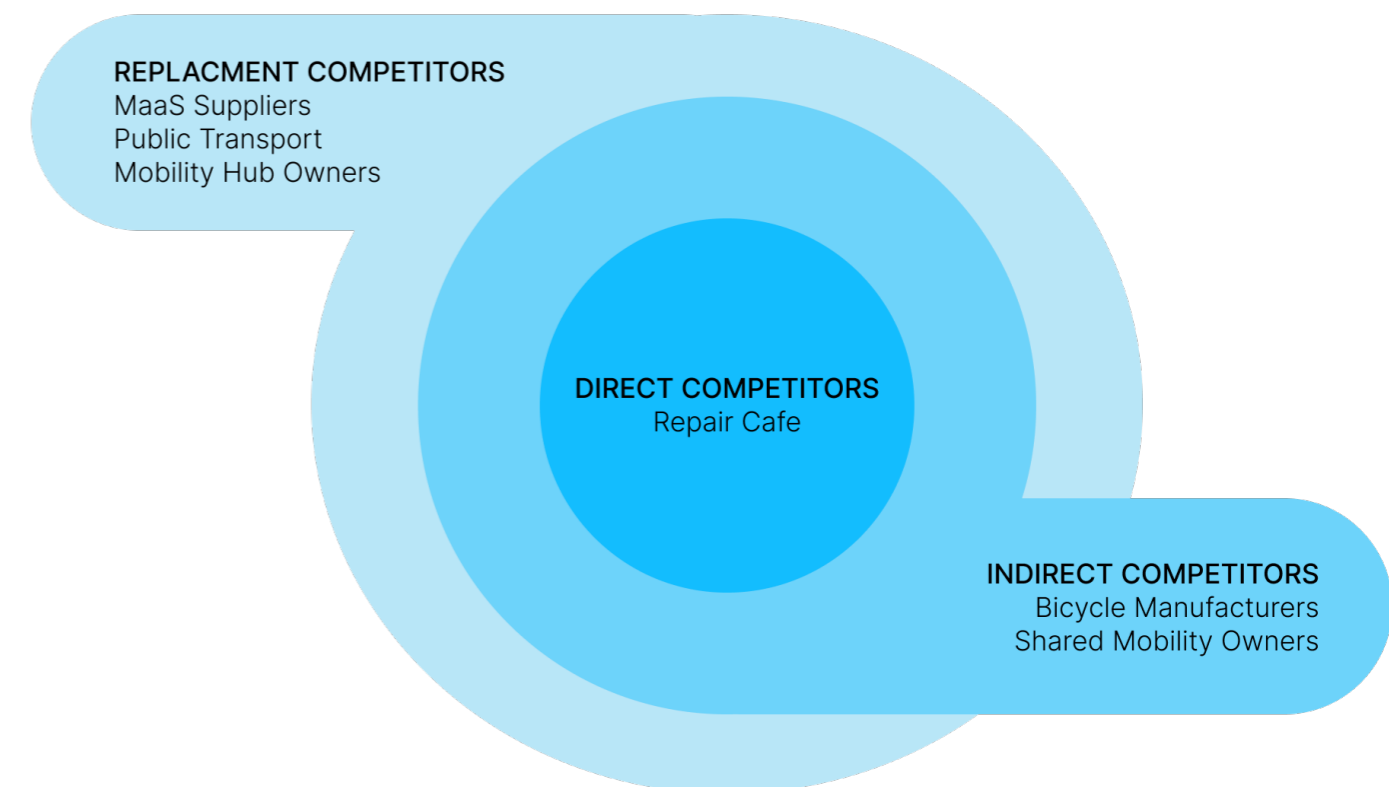 REPLACMENT COMPETITORS
MaaS Suppliers
Public Transport
Mobility Hub Owners
DIRECT COMPETITORS
Repair Cafe
INDIRECT COMPETITORS
Bicycle Manufacturers
Shared Mobility Owners